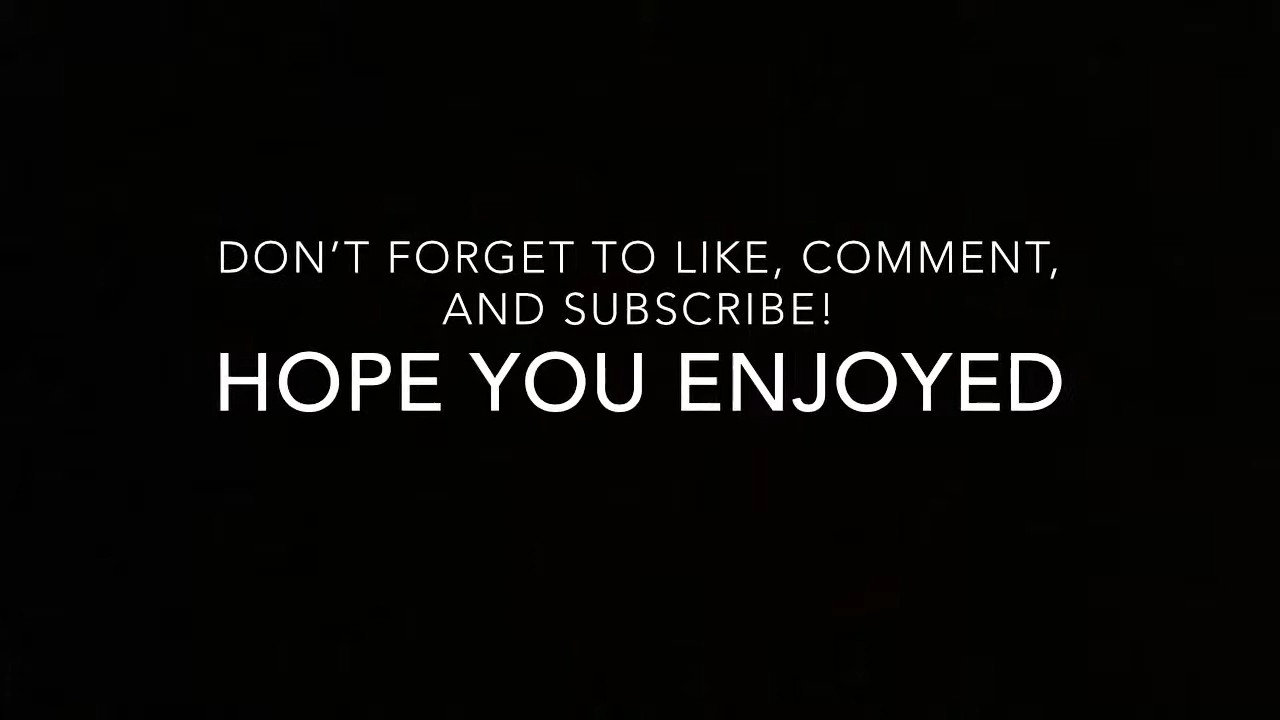 DON’T FORGET TO LIKE, COMMENT,
AND SUBSCRIBE!
HOPE YOU ENJOYED